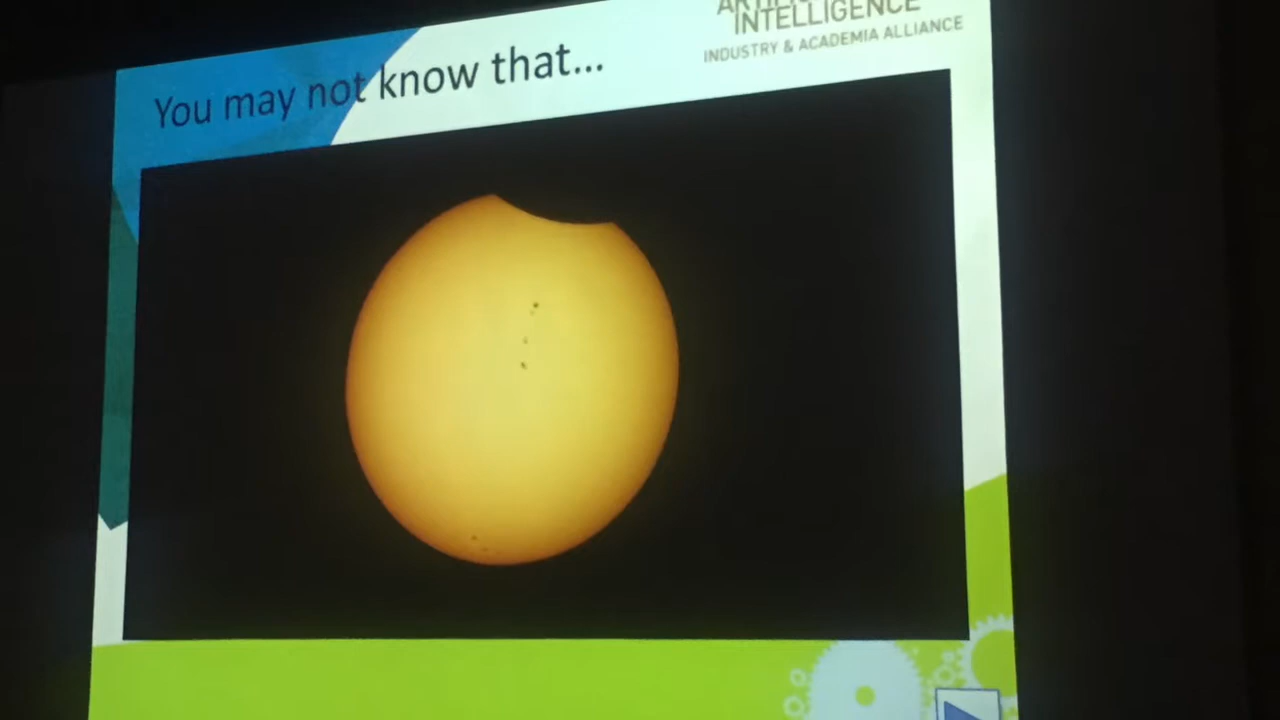 You may not know that...
INTELLIGENCE
INDUSTRY & ACADEMIA ALLIANCE